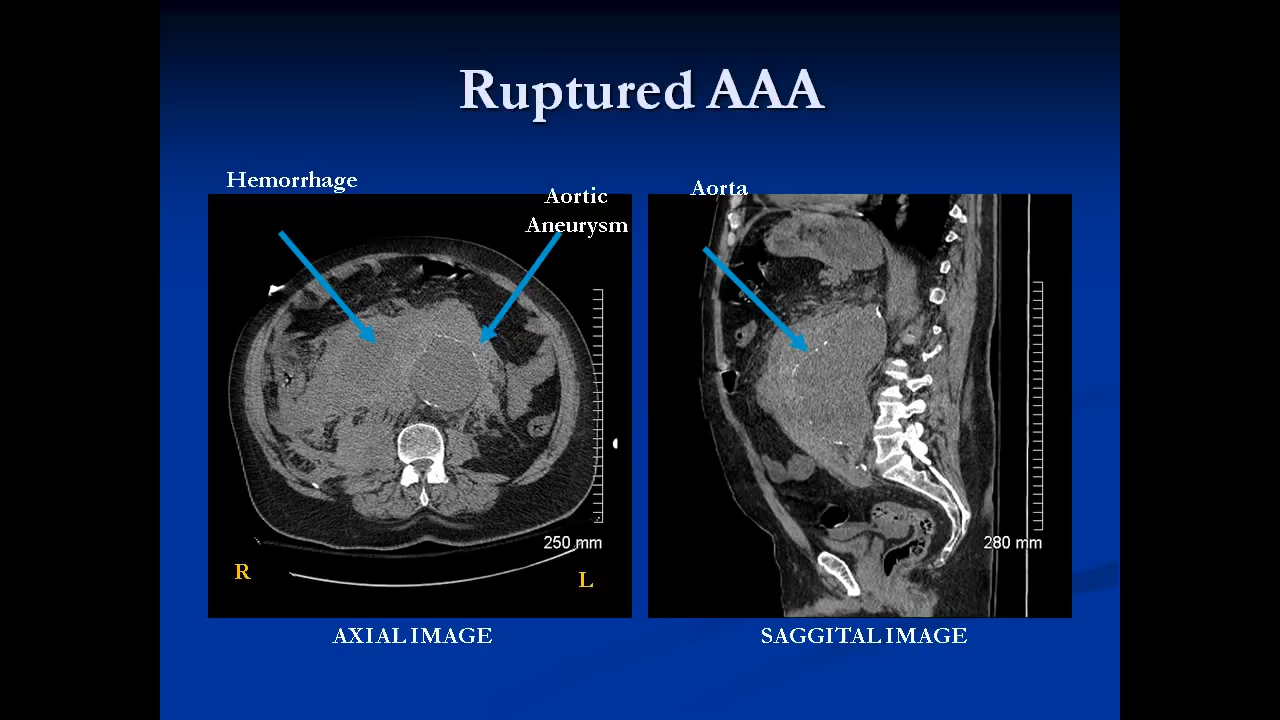 Ruptured AAA
Hemorrhage
Aortic
Aneurysm
Aorta
250 mm
280 mm
R
L
AXIAL IMAGE
SAGGITAL IMAGE